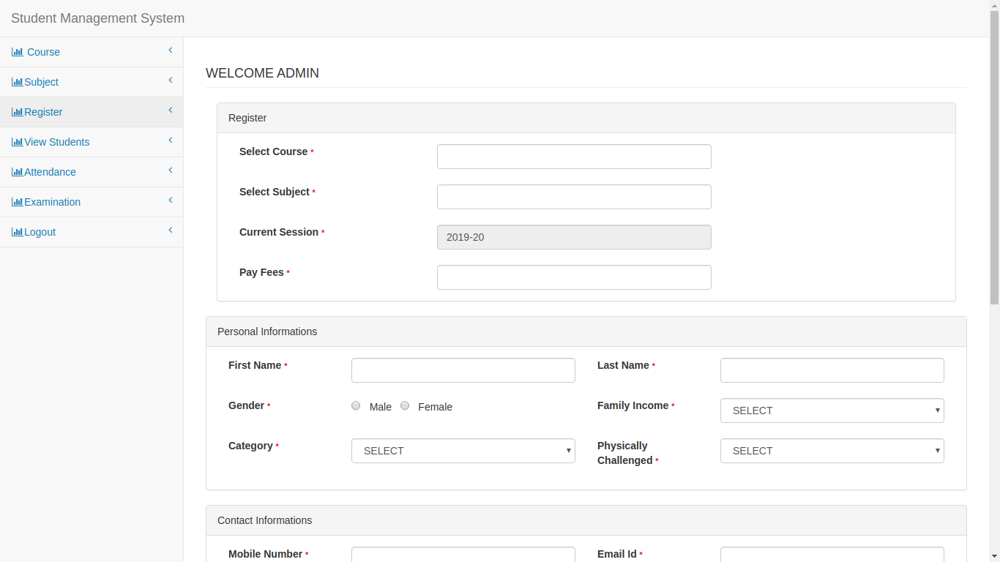 Student Management System
Course
Subject
Register
View Students
Attendance
Examination
Logout
WELCOME ADMIN
Register
Select Course *
Select Subject *
Current Session * 2019-20
Pay Fees *
Personal Informations
First Name * Last Name *
Gender * Male Female Family Income * SELECT
Category * SELECT Physically
Challenged * SELECT
Contact Informations
Mobile Number * Email Id *